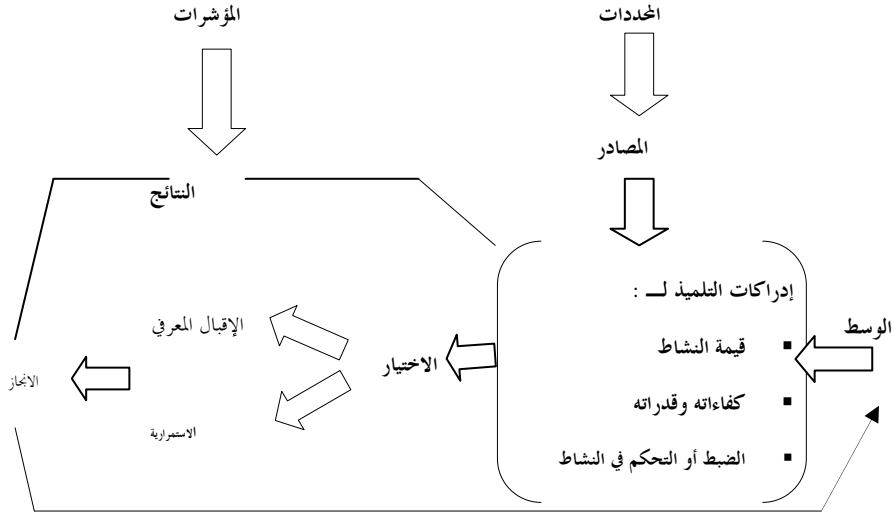 المحددات
المؤشرات
المصادر
النتائج
إدراكات التلميذ لـــ :
▪ قيمة النشاط
▪ كفاءاته وقدراته
▪ الضبط أو التحكم في النشاط
الوسط
الاختيار
الإقبال المعرفي
الاستمرارية
الانجاز